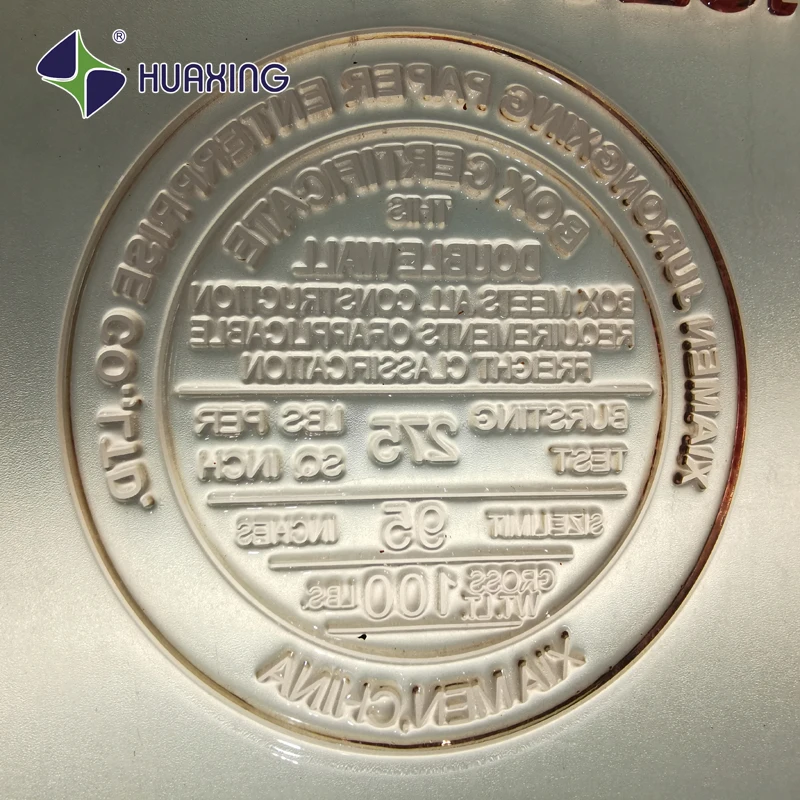 HUAXING®
XIAMEN JURONGXING PAPER ENTERPRISE CO.,LTD.
BOX CERTIFICATE
THIS
DOUBLE WALL
BOX MEETS ALL CONSTRUCTION
REQUIREMENTS OF APPLICABLE
FREIGHT CLASSIFICATION
BURSTING TEST 275 LBS PER SQ INCH
SIZE LIMIT 95 INCHES
GROSS WT. LT. 100 LBS.
XIAMEN,CHINA